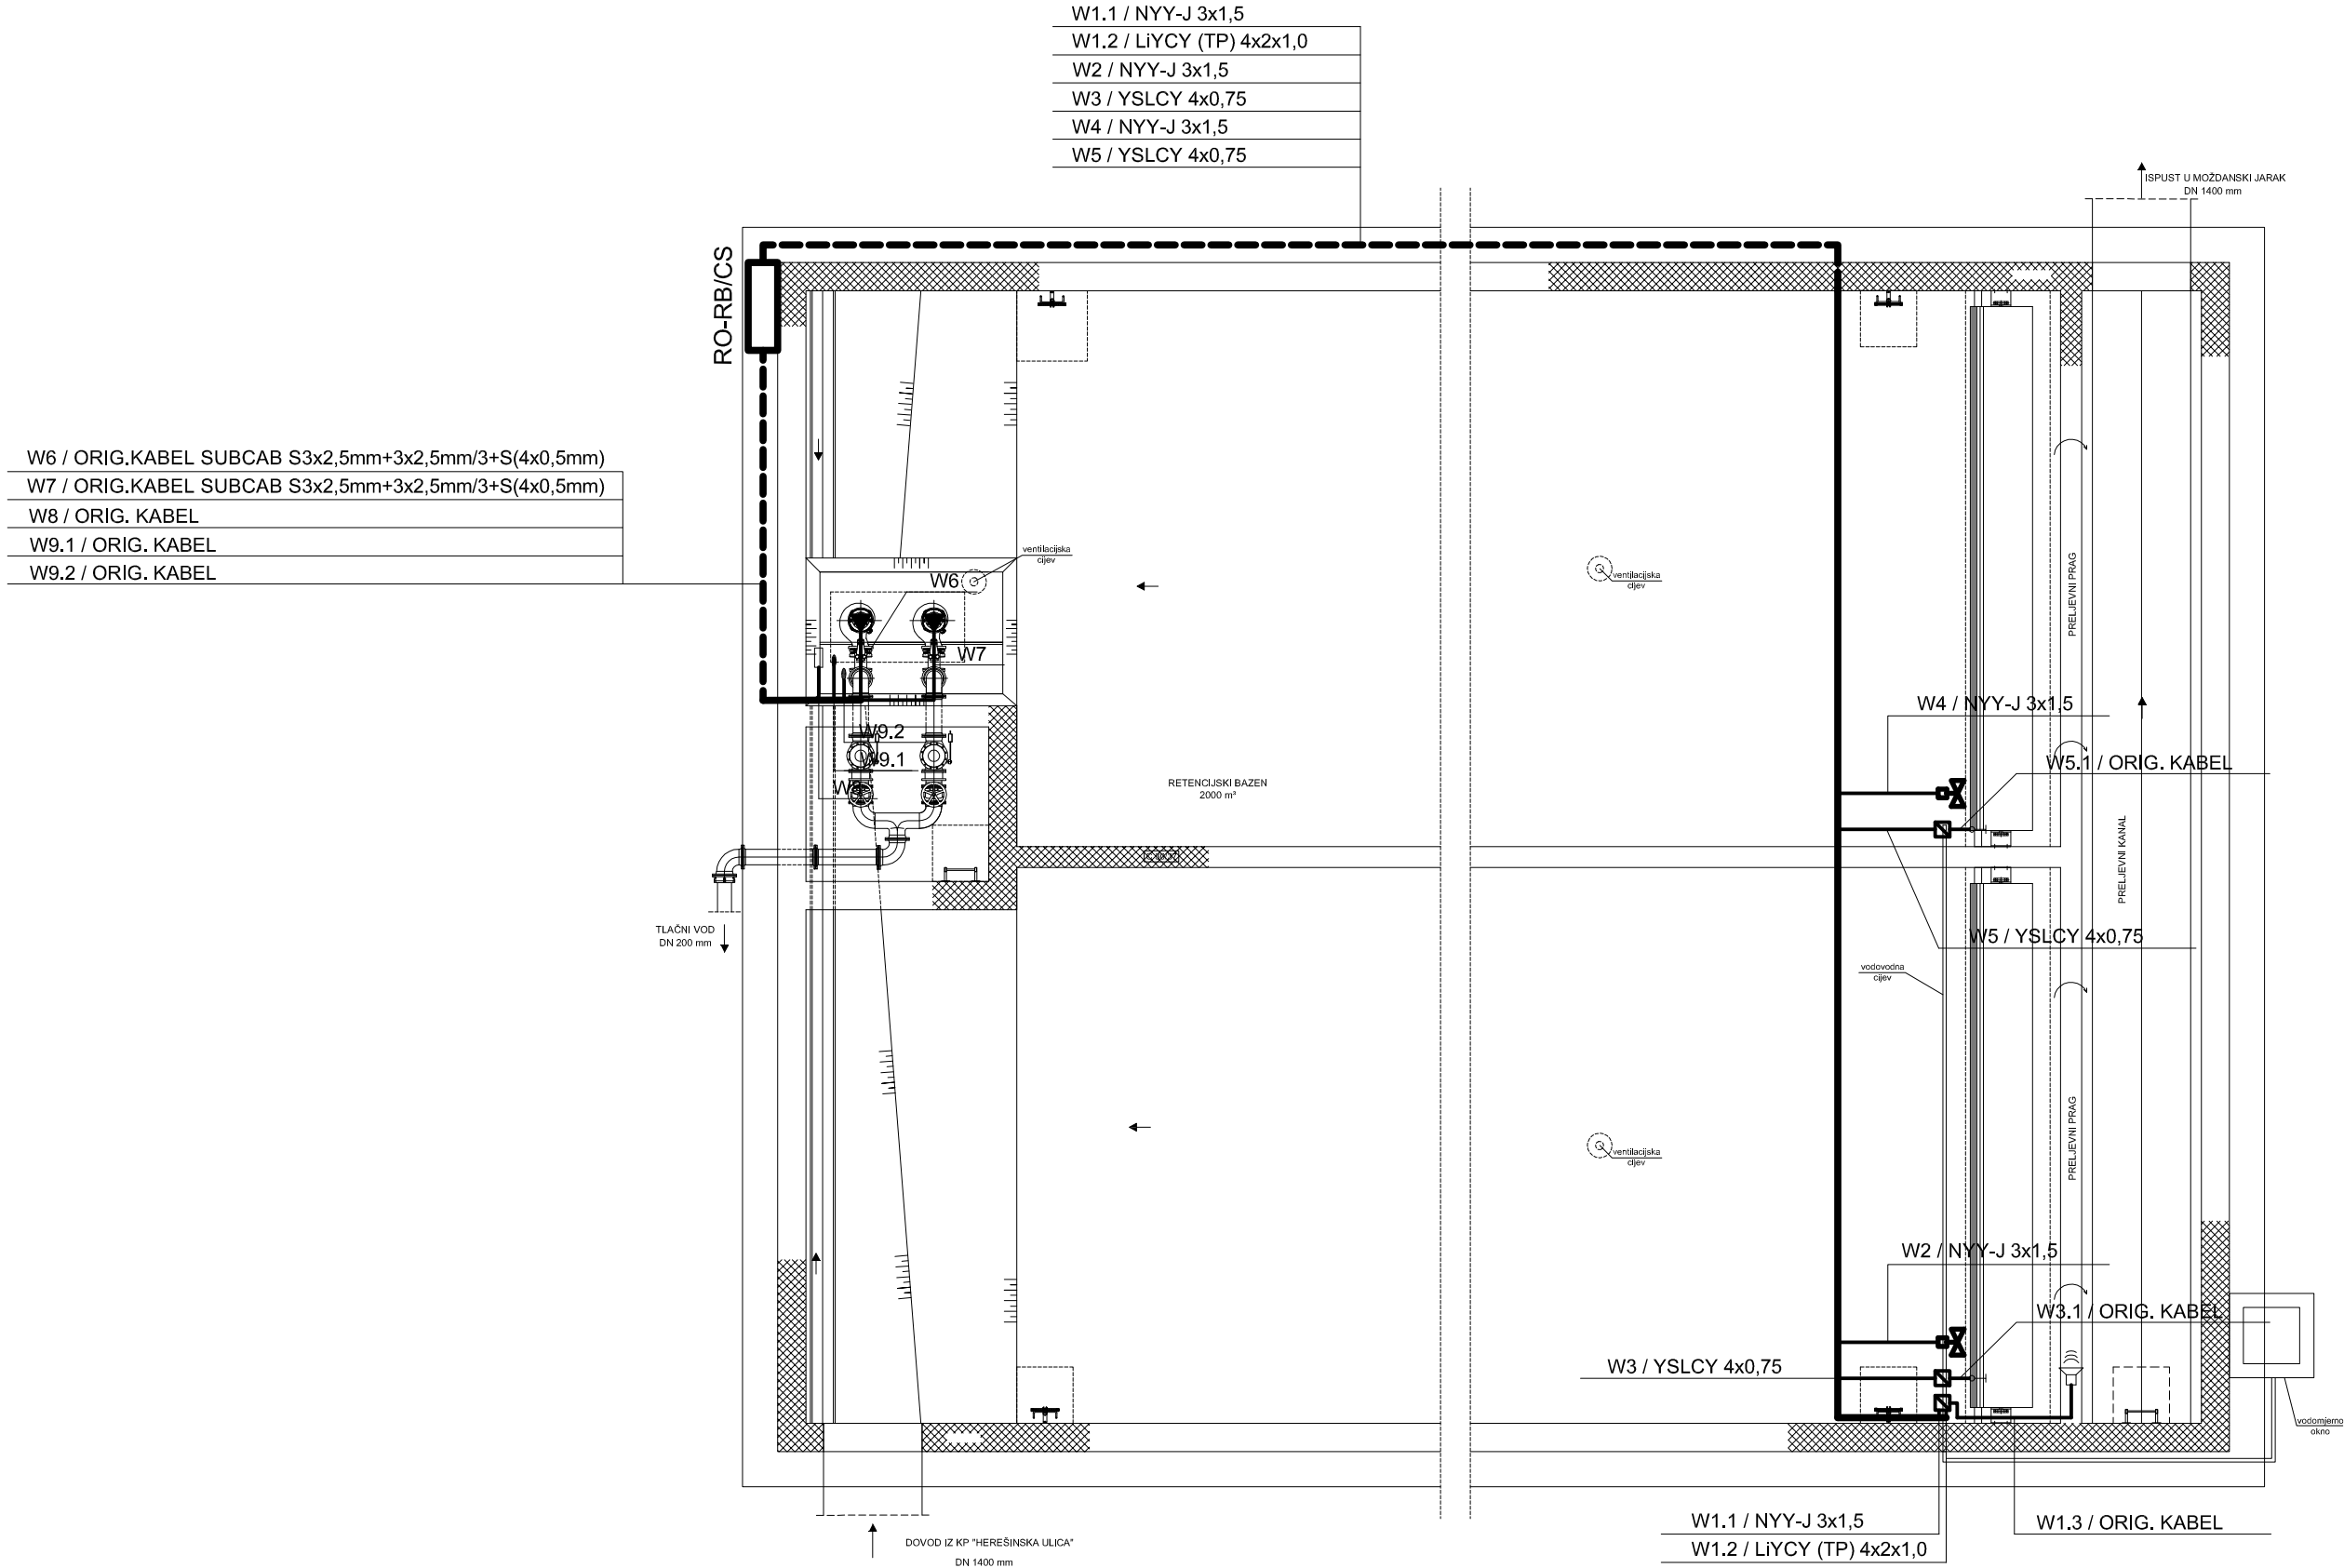 W1.1 / NYY-J 3x1,5
W1.2 / LiYCY (TP) 4x2x1,0
W2 / NYY-J 3x1,5
W3 / YSLCY 4x0,75
W4 / NYY-J 3x1,5
W5 / YSLCY 4x0,75
ISPUST U MOŽDANSKI JARAK
DN 1400 mm
RO-RB/CS
W6 / ORIG.KABEL SUBCAB S3x2,5mm+3x2,5mm/3+S(4x0,5mm)
W7 / ORIG.KABEL SUBCAB S3x2,5mm+3x2,5mm/3+S(4x0,5mm)
W8 / ORIG. KABEL
W9.1 / ORIG. KABEL
W9.2 / ORIG. KABEL
ventilacijska
cijev
W6
ventilacijska
cijev
PRELJEVNI PRAG
W7
W4 / NYY-J 3x1,5
W9.2
W9.1
W5.1 / ORIG. KABEL
W8
RETENCIJSKI BAZEN
2000 m³
PRELJEVNI KANAL
TLAČNI VOD
DN 200 mm
W5 / YSLCY 4x0,75
vodovodna
cijev
PRELJEVNI PRAG
ventilacijska
cijev
W2 / NYY-J 3x1,5
W3.1 / ORIG. KABEL
W3 / YSLCY 4x0,75
vodomjerno
okno
W1.1 / NYY-J 3x1,5
W1.2 / LiYCY (TP) 4x2x1,0
W1.3 / ORIG. KABEL
DOVOD IZ KP "HEREŠINSKA ULICA"
DN 1400 mm